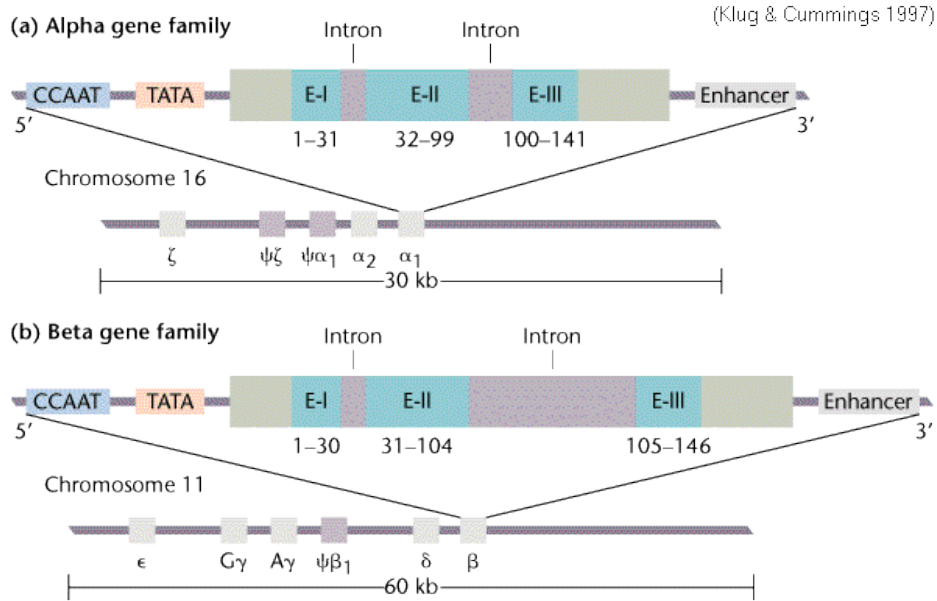 (Klug & Cummings 1997)
(a) Alpha gene family
Intron Intron
CCAAT TATA E-I E-II E-III Enhancer
5′ 1–31 32–99 100–141 3′
Chromosome 16
ζ ψζ ψα1 α2 α1
30 kb
(b) Beta gene family
Intron Intron
CCAAT TATA E-I E-II E-III Enhancer
5′ 1–30 31–104 105–146 3′
Chromosome 11
ϵ Gγ Aγ ψβ1 δ β
60 kb